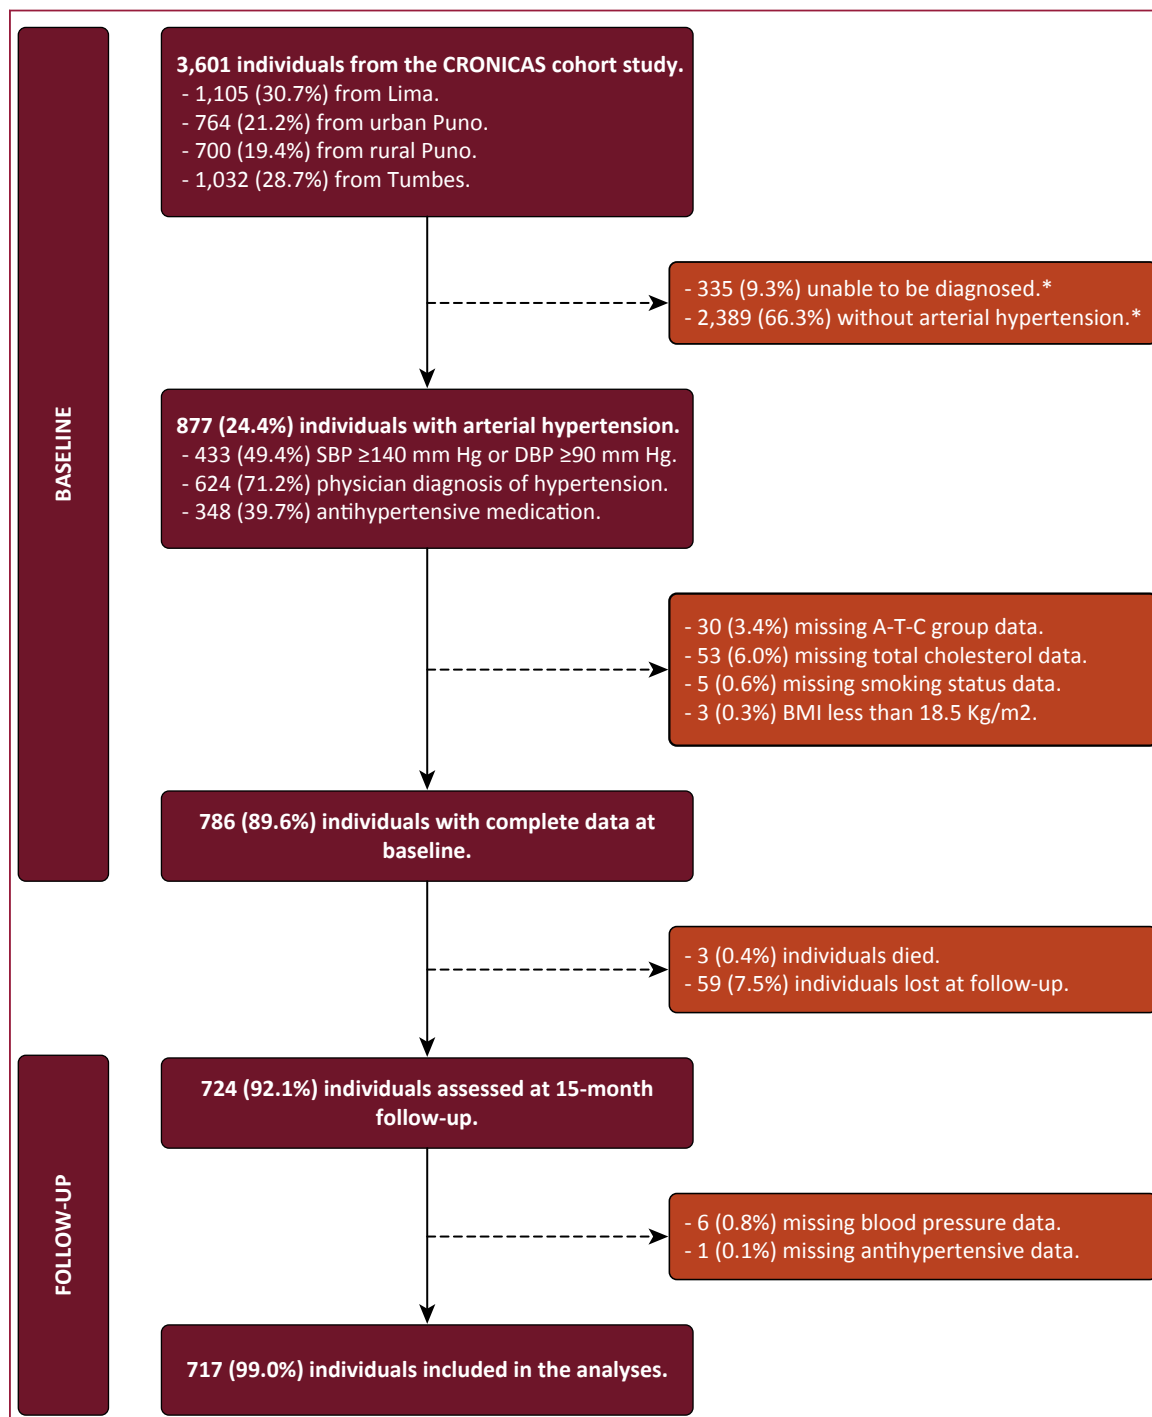 BASELINE
3,601 individuals from the CRONICAS cohort study.
- 1,105 (30.7%) from Lima.
- 764 (21.2%) from urban Puno.
- 700 (19.4%) from rural Puno.
- 1,032 (28.7%) from Tumbes.
- 335 (9.3%) unable to be diagnosed.*
- 2,389 (66.3%) without arterial hypertension.*
877 (24.4%) individuals with arterial hypertension.
- 433 (49.4%) SBP ≥140 mm Hg or DBP ≥90 mm Hg.
- 624 (71.2%) physician diagnosis of hypertension.
- 348 (39.7%) antihypertensive medication.
- 30 (3.4%) missing A-T-C group data.
- 53 (6.0%) missing total cholesterol data.
- 5 (0.6%) missing smoking status data.
- 3 (0.3%) BMI less than 18.5 Kg/m2.
786 (89.6%) individuals with complete data at
baseline.
- 3 (0.4%) individuals died.
- 59 (7.5%) individuals lost at follow-up.
FOLLOW-UP
724 (92.1%) individuals assessed at 15-month
follow-up.
- 6 (0.8%) missing blood pressure data.
- 1 (0.1%) missing antihypertensive data.
717 (99.0%) individuals included in the analyses.